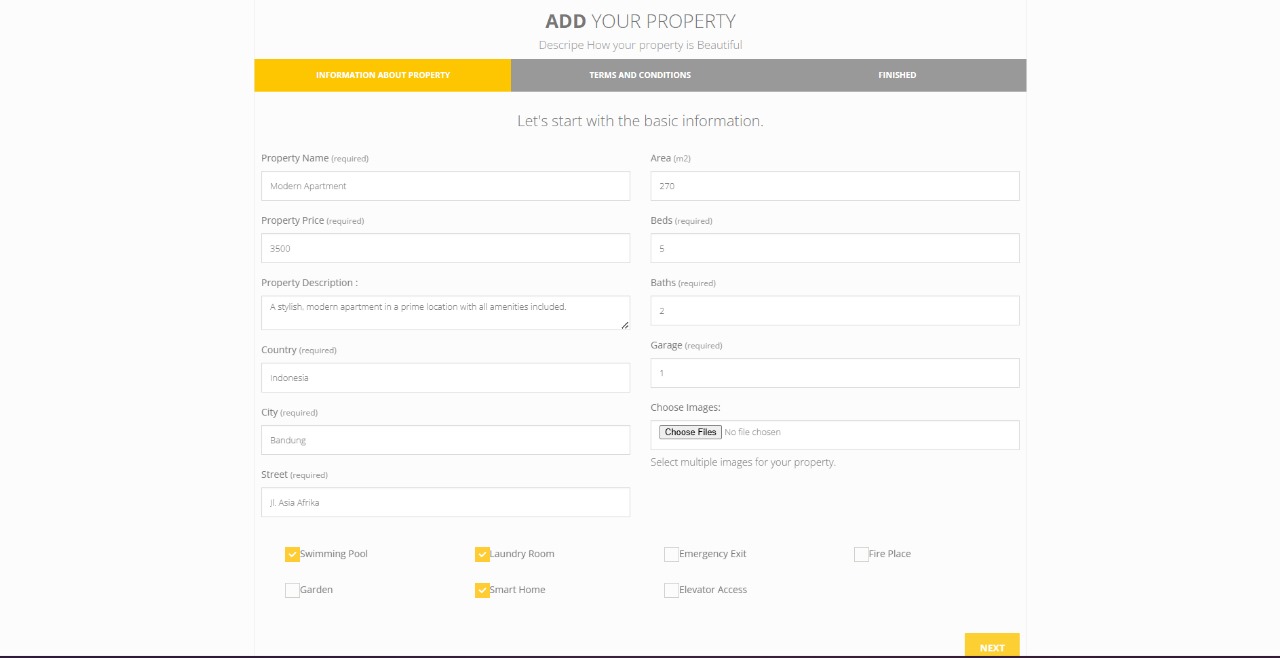 ADD YOUR PROPERTY
Descripe How your property is Beautiful
INFORMATION ABOUT PROPERTY
TERMS AND CONDITIONS
FINISHED
Let's start with the basic information.
Property Name (required)
Modern Apartment
Property Price (required)
3500
Property Description :
A stylish, modern apartment in a prime location with all amenities included.
Country (required)
Indonesia
City (required)
Bandung
Street (required)
Jl. Asia Afrika
Area (m2)
270
Beds (required)
5
Baths (required)
2
Garage (required)
1
Choose Images:
Choose Files No file chosen
Select multiple images for your property.
Swimming Pool
Laundry Room
Emergency Exit
Fire Place
Garden
Smart Home
Elevator Access
NEXT